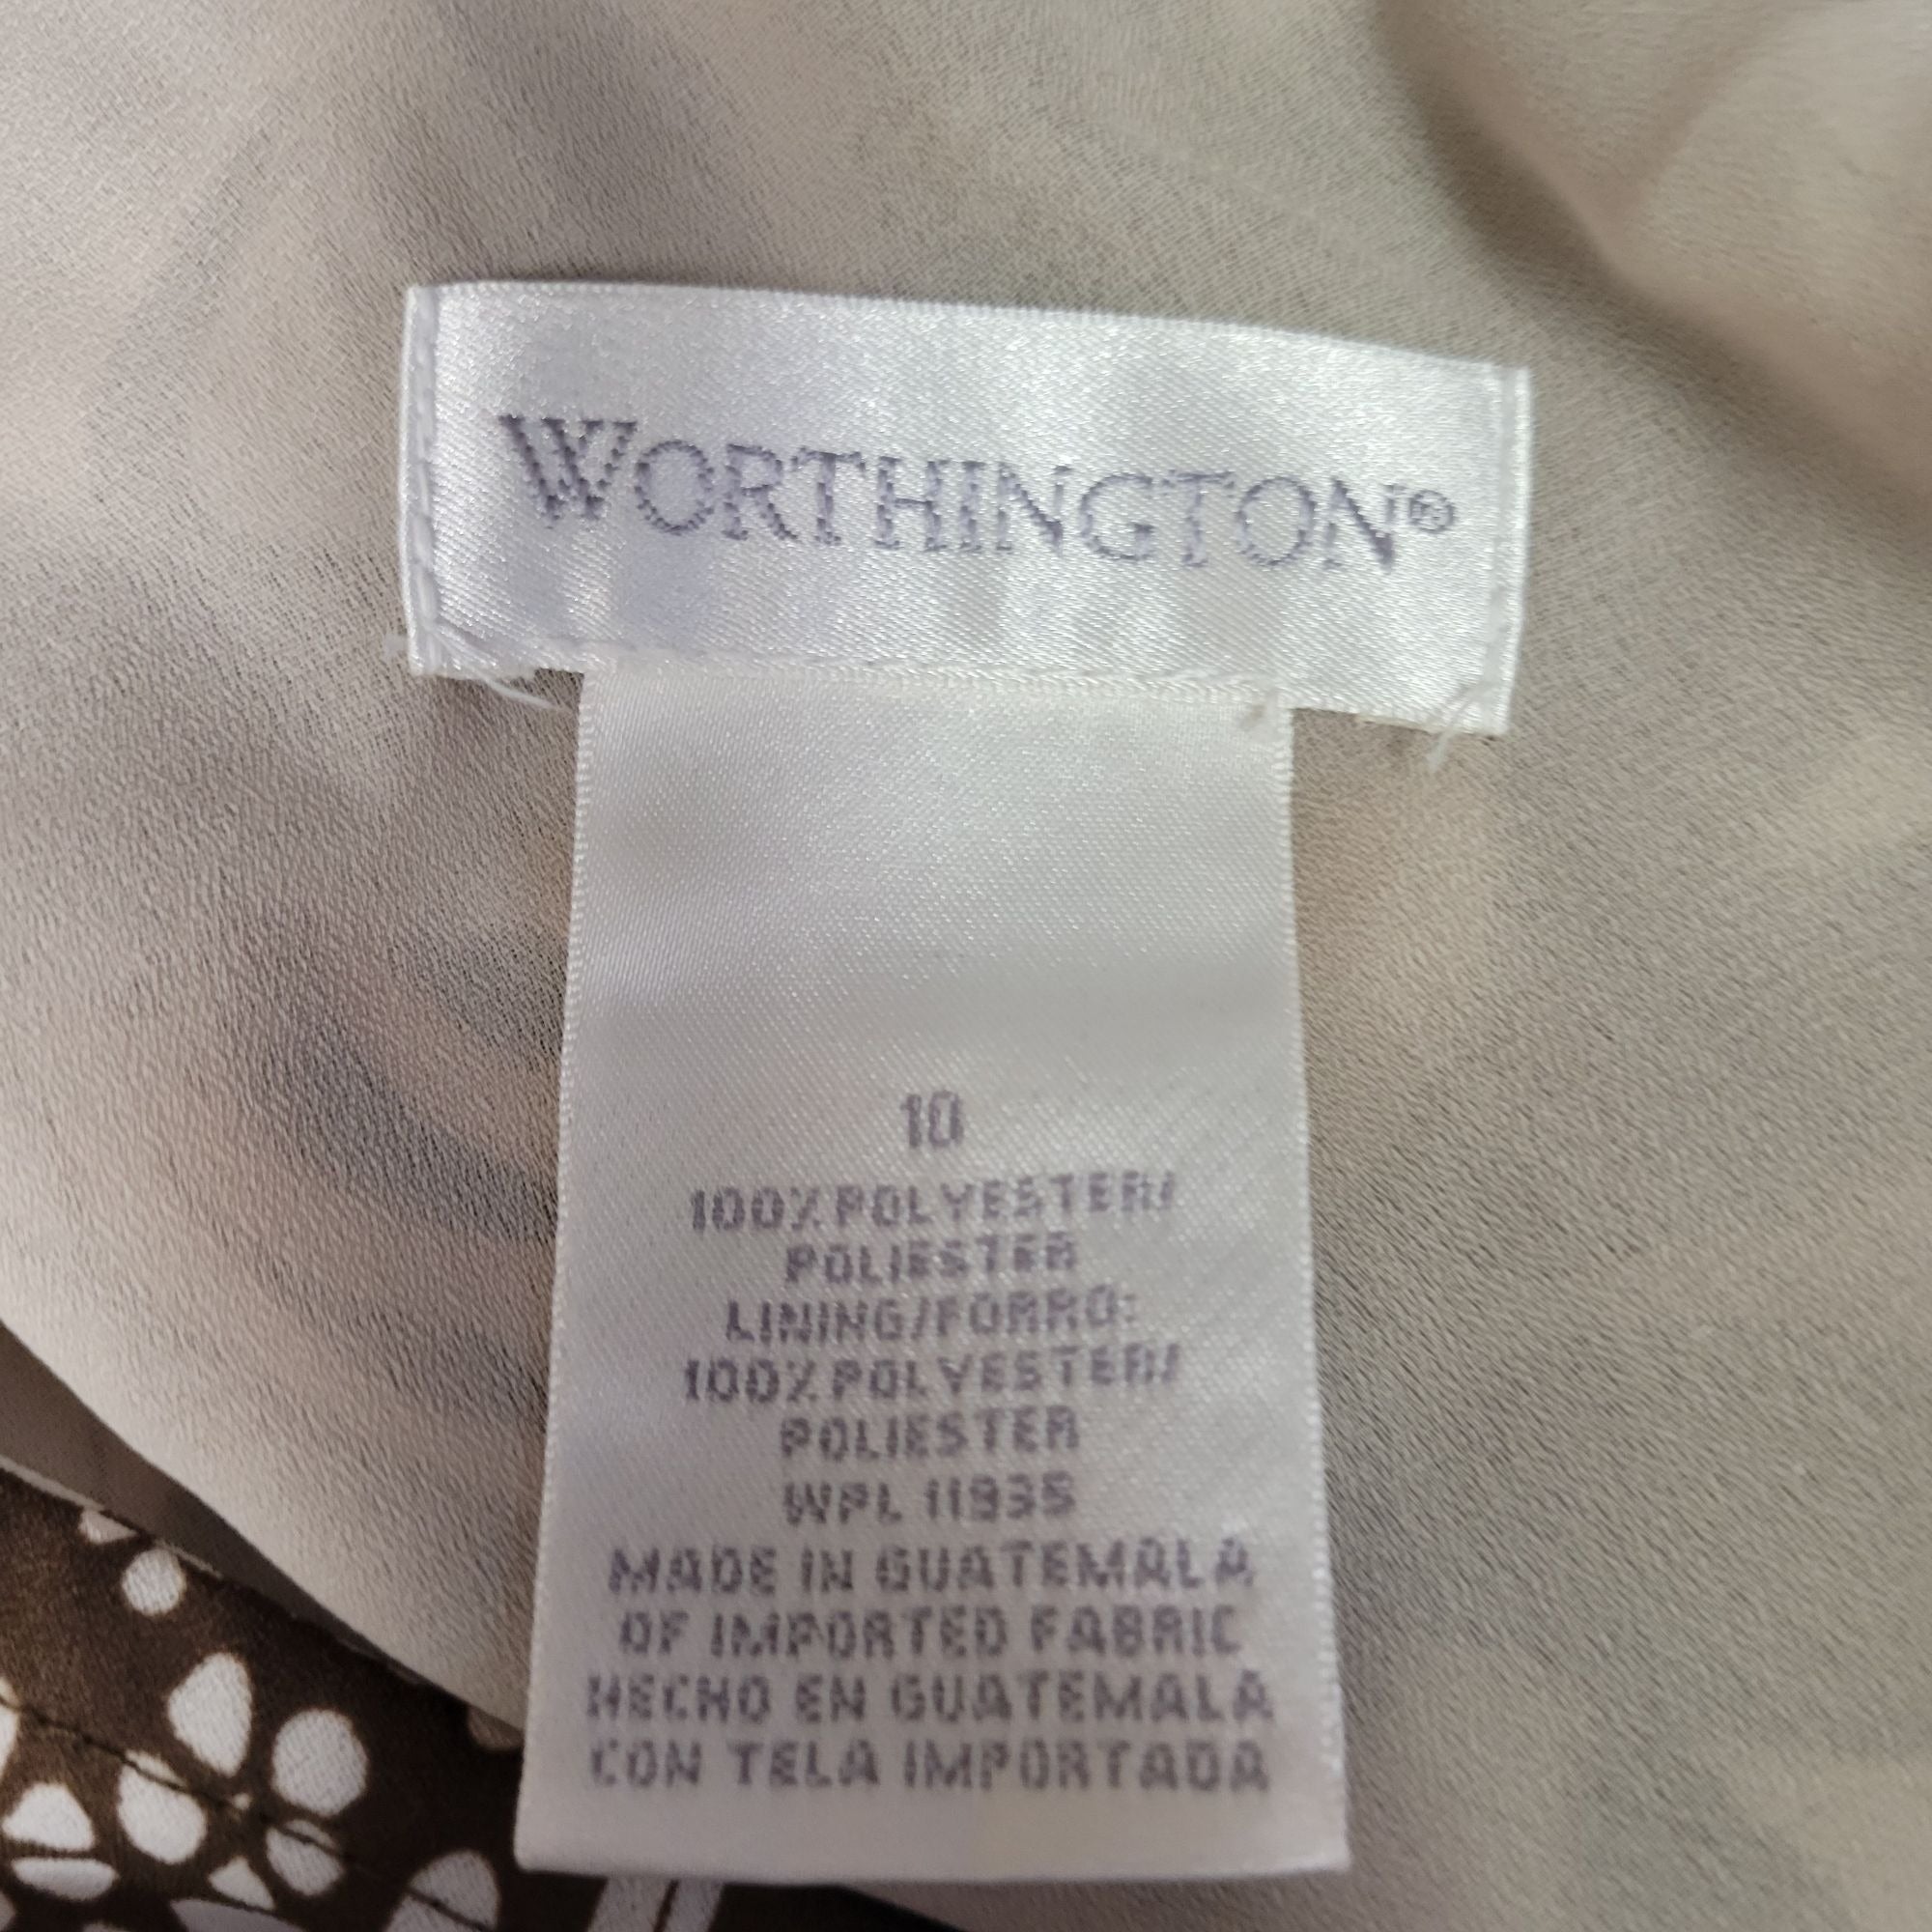 WORTHINGTON®
10
100% POLYESTER/
POLIESTER
LINING/FORRO:
100% POLYESTER/
POLIESTER
WPL 11935
MADE IN GUATEMALA
OF IMPORTED FABRIC
HECHO EN GUATEMALA
CON TELA IMPORTADA